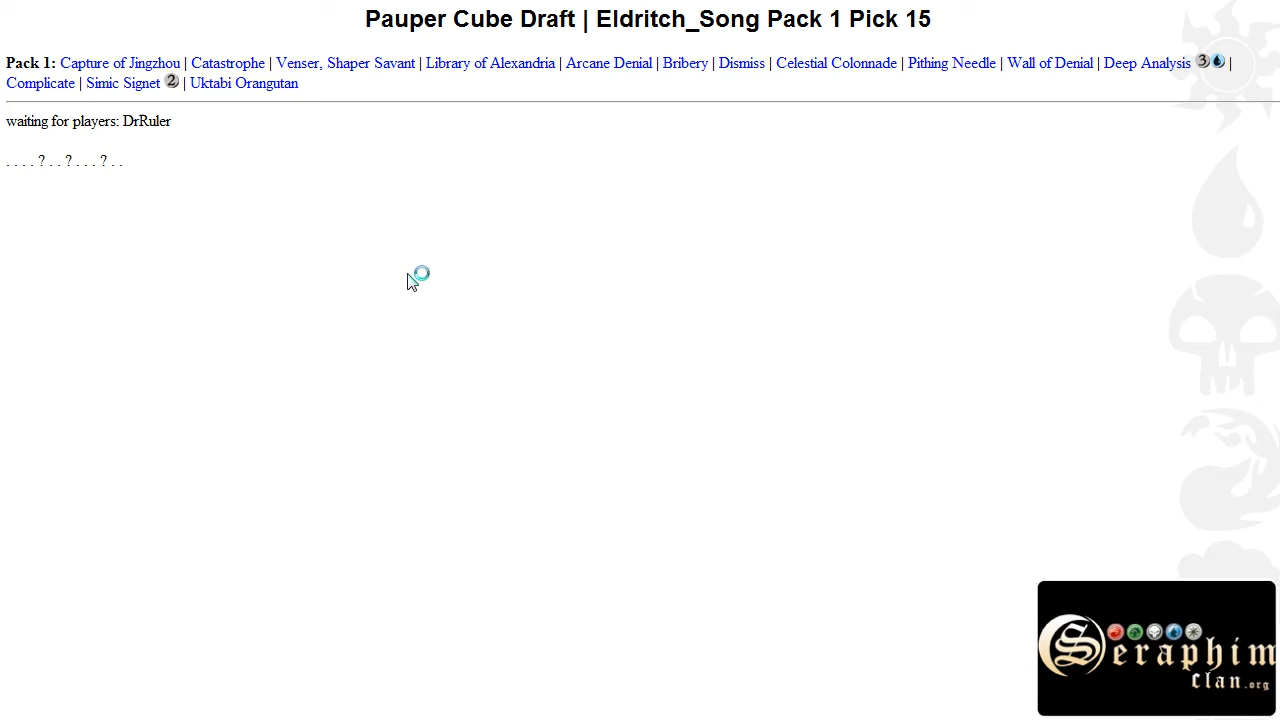 Pauper Cube Draft | Eldritch_Song Pack 1 Pick 15
Pack 1: Capture of Jingzhou | Catastrophe | Venser, Shaper Savant | Library of Alexandria | Arcane Denial | Bribery | Dismiss | Celestial Colonnade | Pithing Needle | Wall of Denial | Deep Analysis 3 |
Complicate | Simic Signet 2 | Uktabi Orangutan
waiting for players: DrRuler
. . . . ? . . ? . . . ? . .
Seraphim
clan.org